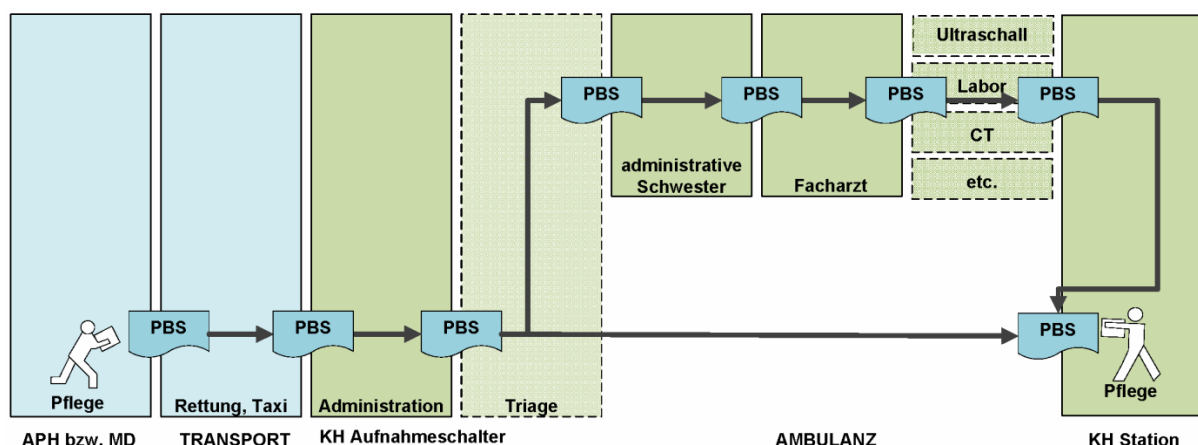 Ultraschall
PBS
PBS
PBS
Labor
PBS
CT
administrative
Schwester
Facharzt
etc.
PBS
PBS
PBS
PBS
Pflege
Rettung, Taxi
Administration
Triage
Pflege
APH bzw. MD
TRANSPORT
KH Aufnahmeschalter
AMBULANZ
KH Station